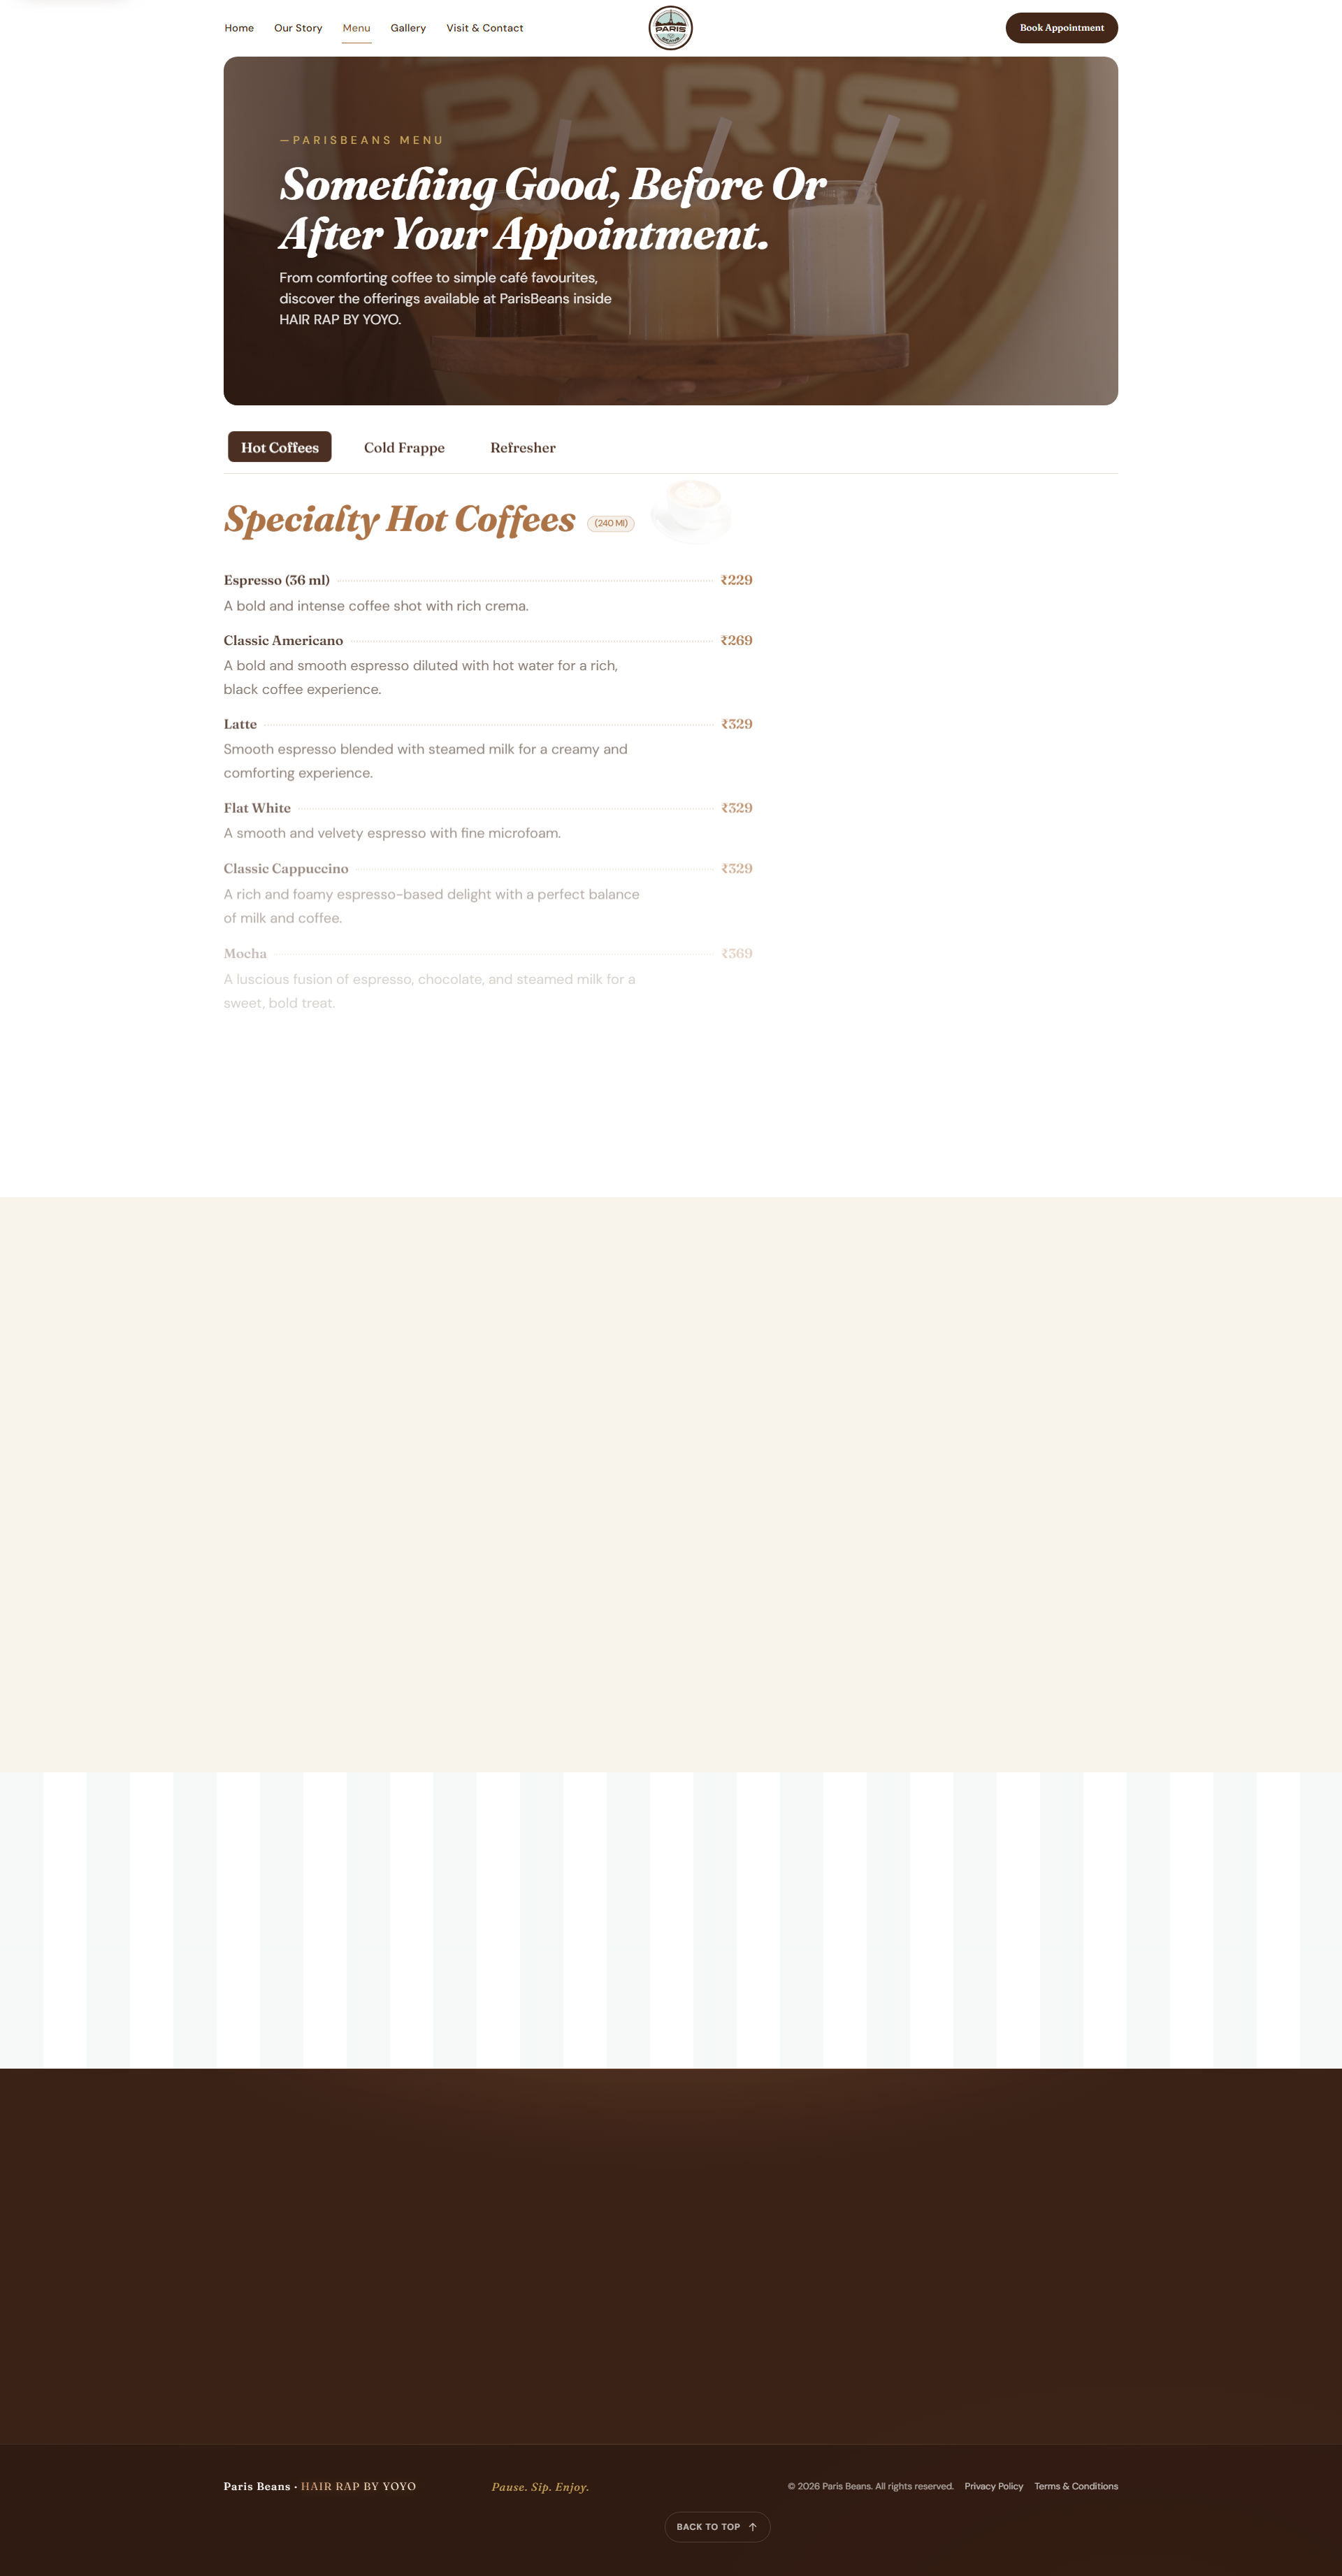 Home Our Story Menu Gallery Visit & Contact
PARIS
Book Appointment
PARIS
—PARISBEANS MENU
Something Good, Before Or
After Your Appointment.
From comforting coffee to simple café favourites,
discover the offerings available at ParisBeans inside
HAIR RAP BY YOYO.
Hot Coffees Cold Frappe Refresher
Specialty Hot Coffees (240 Ml)
Espresso (36 ml) ₹229
A bold and intense coffee shot with rich crema.
Classic Americano ₹269
A bold and smooth espresso diluted with hot water for a rich,
black coffee experience.
Latte ₹329
Smooth espresso blended with steamed milk for a creamy and
comforting experience.
Flat White ₹329
A smooth and velvety espresso with fine microfoam.
Classic Cappuccino ₹329
A rich and foamy espresso-based delight with a perfect balance
of milk and coffee.
Mocha ₹369
A luscious fusion of espresso, chocolate, and steamed milk for a
sweet, bold treat.
Paris Beans · HAIR RAP BY YOYO
Pause. Sip. Enjoy.
© 2026 Paris Beans. All rights reserved. Privacy Policy Terms & Conditions
BACK TO TOP ↑